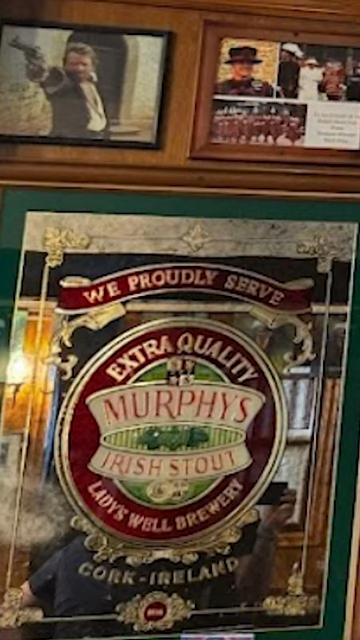 WE PROUDLY SERVE
EXTRA QUALITY
MURPHYS
IRISH STOUT
LADY'S WELL BREWERY
CORK-IRELAND